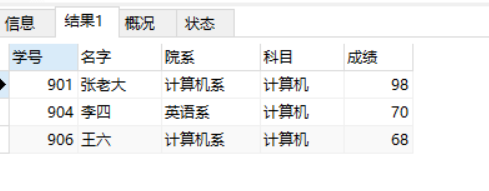 信息 结果1 概况 状态
学号 名字 院系 科目 成绩
901 张老大 计算机系 计算机 98
904 李四 英语系 计算机 70
906 王六 计算机系 计算机 68